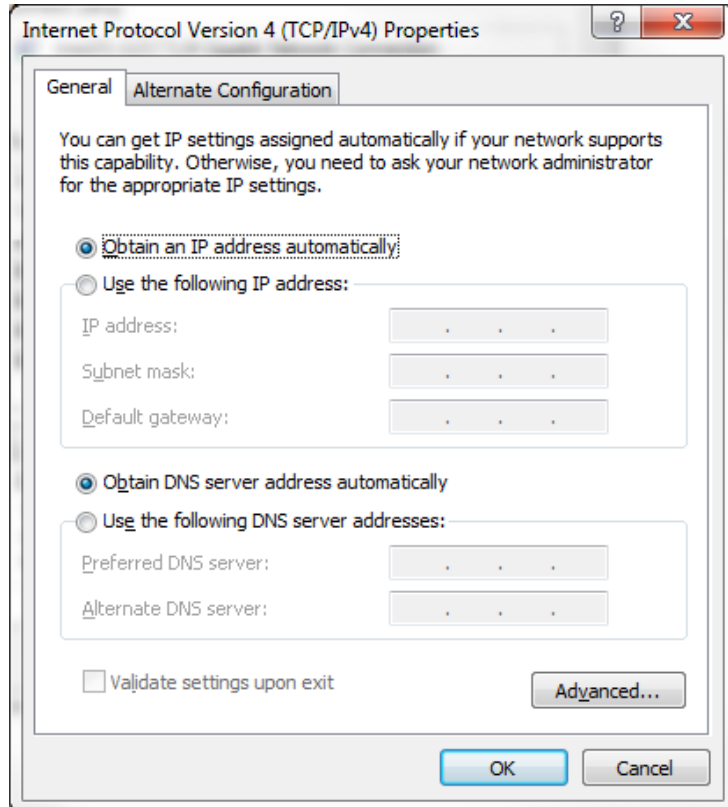 Internet Protocol Version 4 (TCP/IPv4) Properties
General
Alternate Configuration
You can get IP settings assigned automatically if your network supports
this capability. Otherwise, you need to ask your network administrator
for the appropriate IP settings.
Obtain an IP address automatically
Use the following IP address:
IP address:
Subnet mask:
Default gateway:
Obtain DNS server address automatically
Use the following DNS server addresses:
Preferred DNS server:
Alternate DNS server:
Validate settings upon exit
Advanced...
OK
Cancel